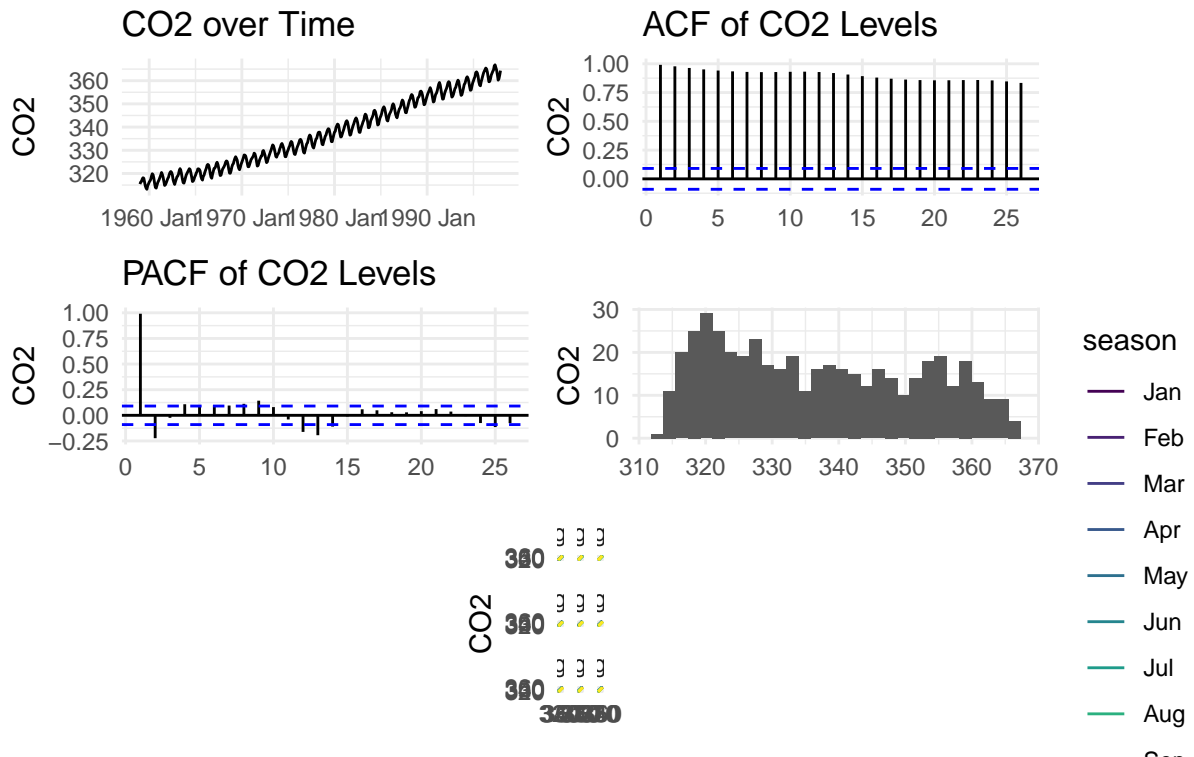 CO2 over Time
CO2
360
350
340
330
320
1960 Jan 1970 Jan 1980 Jan 1990 Jan
ACF of CO2 Levels
CO2
1.00
0.75
0.50
0.25
0.00
0 5 10 15 20 25
PACF of CO2 Levels
CO2
1.00
0.75
0.50
0.25
0.00
−0.25
0 5 10 15 20 25
CO2
30
20
10
0
310 320 330 340 350 360 370
CO2
season
Jan
Feb
Mar
Apr
May
Jun
Jul
Aug